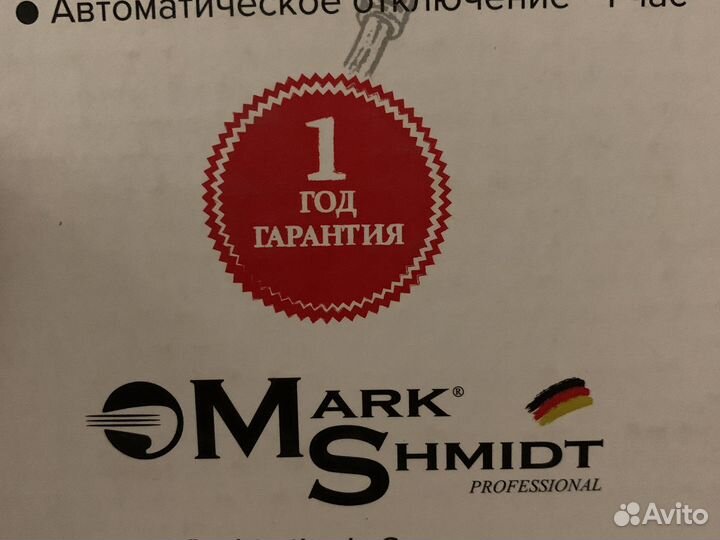 ● Автоматическое отключение - 1 час
1
ГОД
ГАРАНТИЯ
MARK®
SHMIDT
PROFESSIONAL
Avito